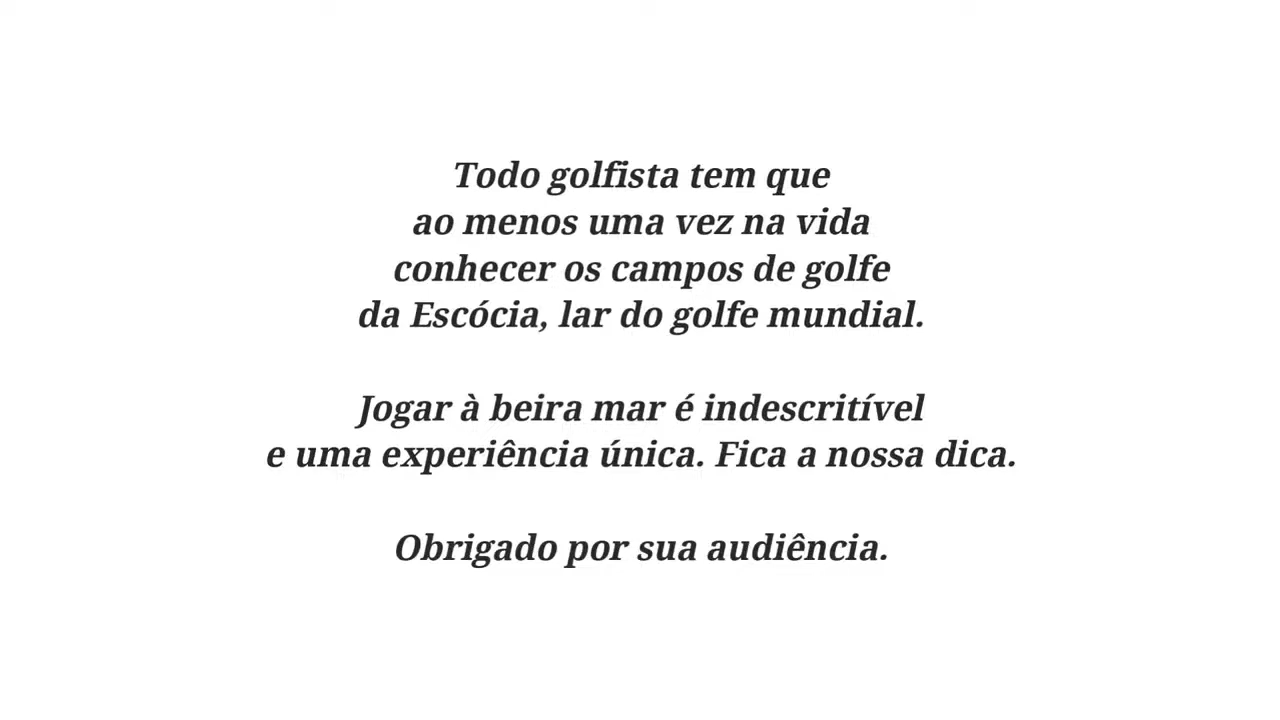 Todo golfista tem que
ao menos uma vez na vida
conhecer os campos de golfe
da Escócia, lar do golfe mundial.
Jogar à beira mar é indescritível
e uma experiência única. Fica a nossa dica.
Obrigado por sua audiência.